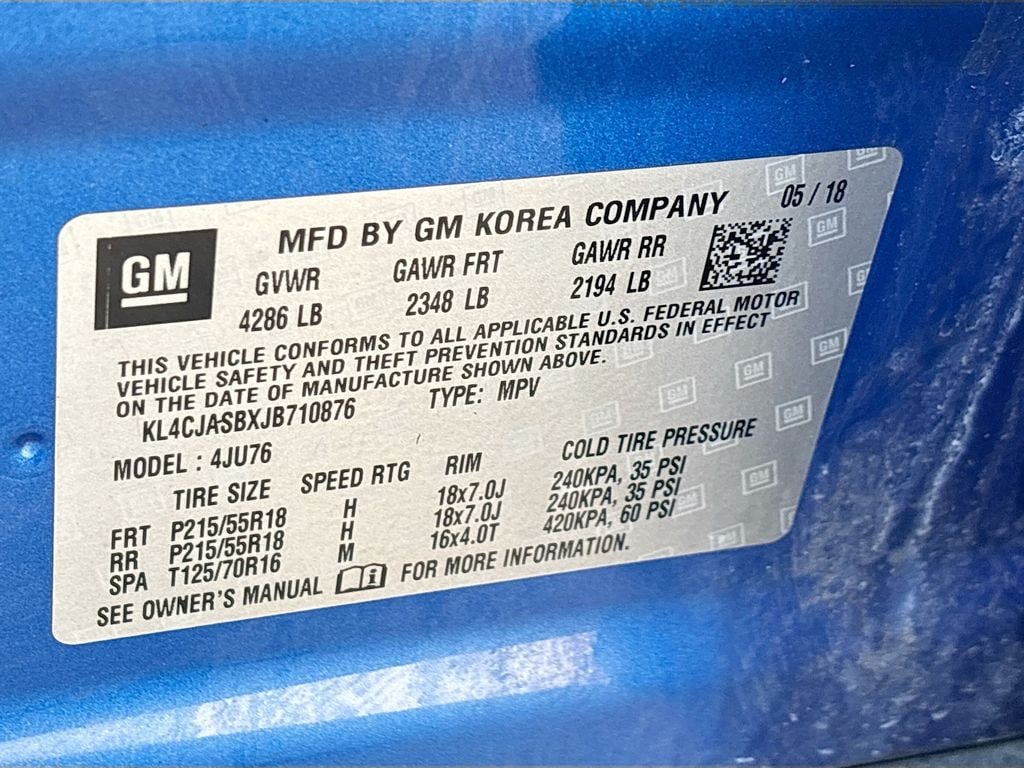 GM
MFD BY GM KOREA COMPANY 05 / 18
GVWR GAWR FRT GAWR RR
4286 LB 2348 LB 2194 LB
THIS VEHICLE CONFORMS TO ALL APPLICABLE U.S. FEDERAL MOTOR
VEHICLE SAFETY AND THEFT PREVENTION STANDARDS IN EFFECT
ON THE DATE OF MANUFACTURE SHOWN ABOVE.
KL4CJASBXJB710876 TYPE: MPV
MODEL : 4JU76
TIRE SIZE SPEED RTG RIM COLD TIRE PRESSURE
FRT P215/55R18 H 18x7.0J 240KPA, 35 PSI
RR P215/55R18 H 18x7.0J 240KPA, 35 PSI
SPA T125/70R16 M 16x4.0T 420KPA, 60 PSI
SEE OWNER'S MANUAL FOR MORE INFORMATION.